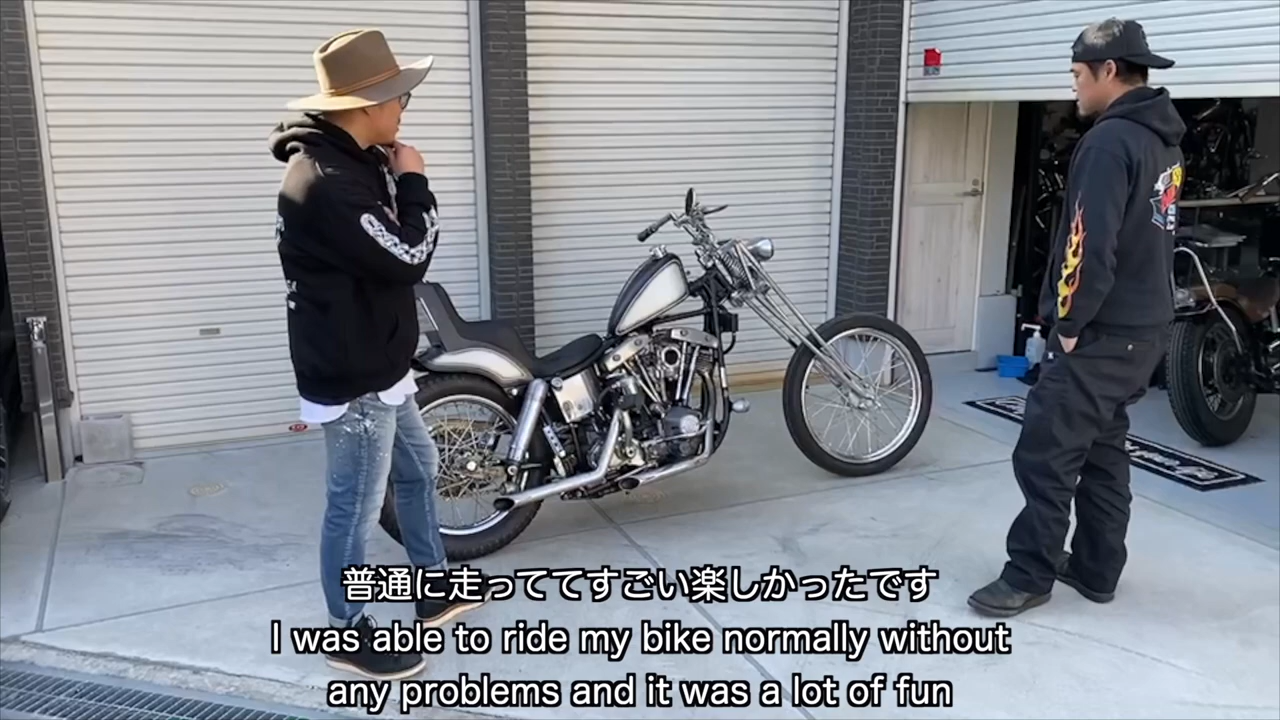 普通に走っててすごい楽しかったです
I was able to ride my bike normally without
any problems and it was a lot of fun